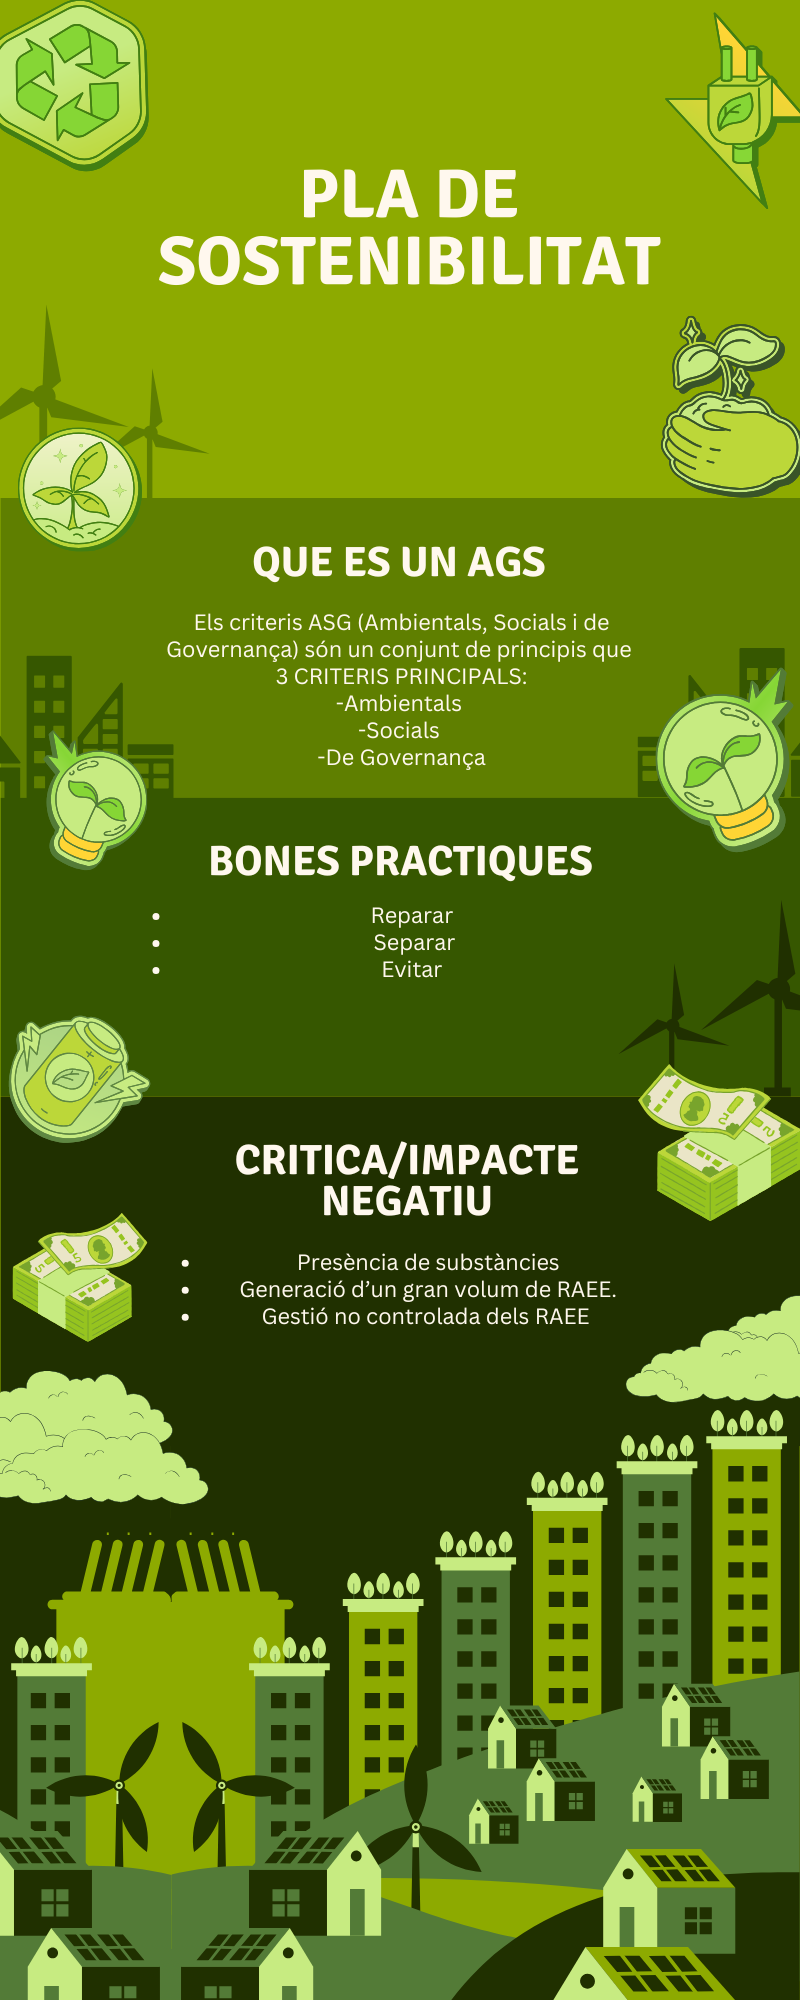 PLA DE
SOSTENIBILITAT
QUE ES UN AGS
Els criteris ASG (Ambientals, Socials i de
Governança) són un conjunt de principis que
3 CRITERIS PRINCIPALS:
-Ambientals
-Socials
-De Governança
BONES PRACTIQUES
• Reparar
• Separar
• Evitar
CRITICA/IMPACTE
NEGATIU
• Presència de substàncies
• Generació d’un gran volum de RAEE.
• Gestió no controlada dels RAEE